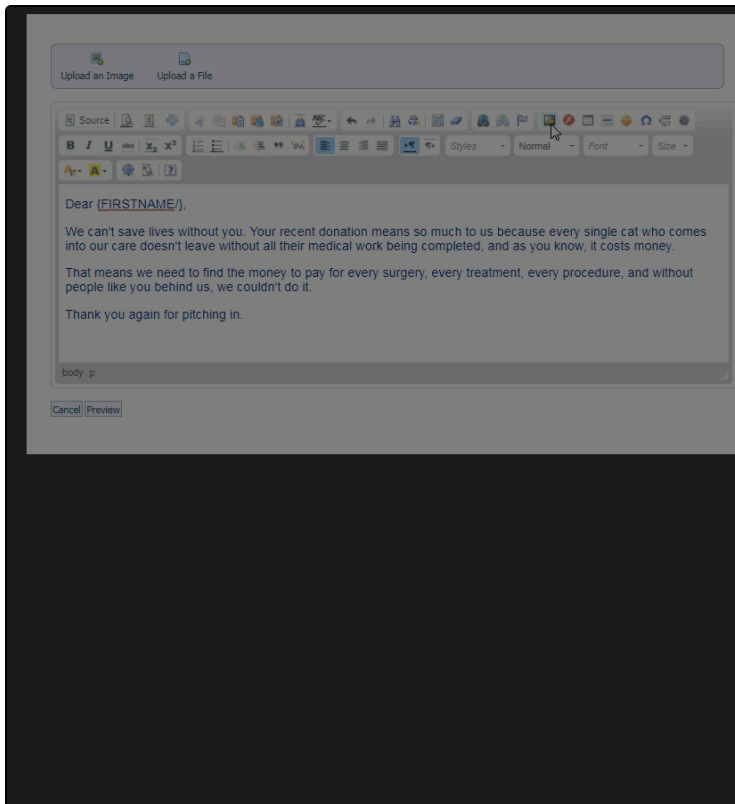 Upload an Image Upload a File
Source ABC
B I U abc X2 X² Styles Normal Font Size
A A ?
Dear {FIRSTNAME/},
We can't save lives without you. Your recent donation means so much to us because every single cat who comes
into our care doesn't leave without all their medical work being completed, and as you know, it costs money.
That means we need to find the money to pay for every surgery, every treatment, every procedure, and without
people like you behind us, we couldn't do it.
Thank you again for pitching in.
body p
Cancel Preview